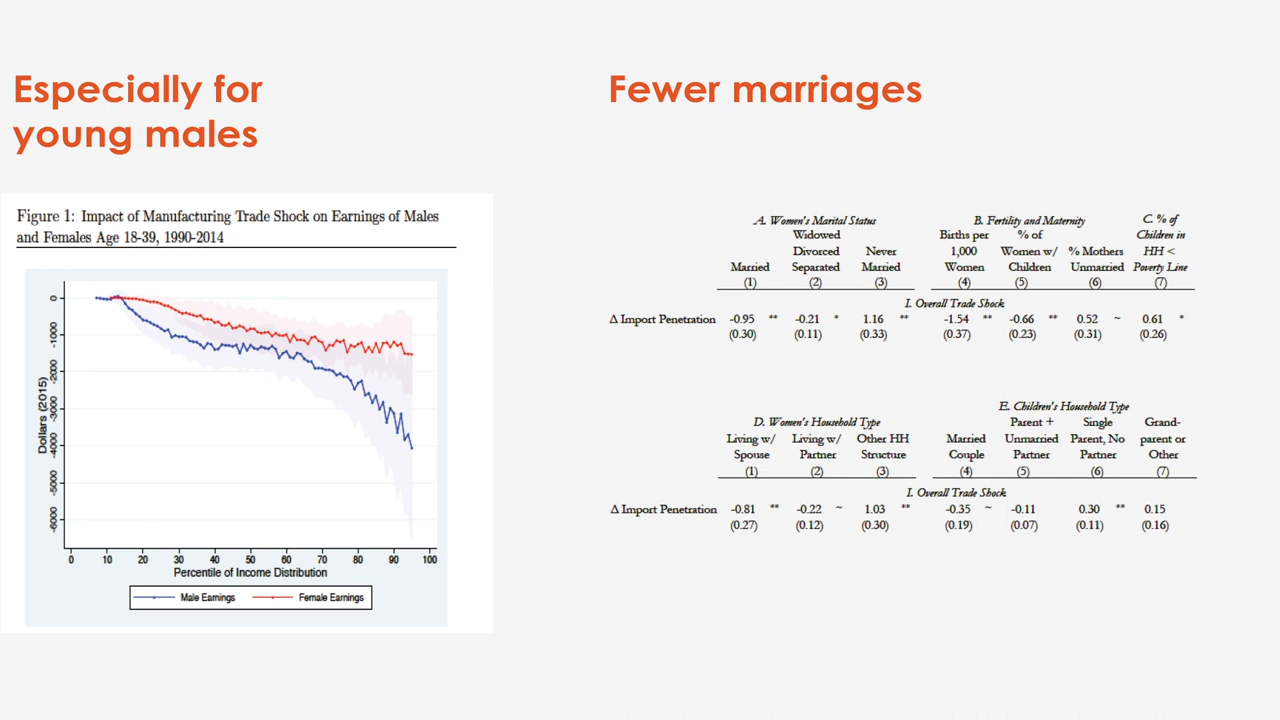 Especially for
young males
Figure 1: Impact of Manufacturing Trade Shock on Earnings of Males
and Females Age 18-39, 1990-2014
Dollars (2015)
0
-1000
-2000
-3000
-4000
-5000
-6000
0 10 20 30 40 50 60 70 80 90 100
Percentile of Income Distribution
Male Earnings Female Earnings
Fewer marriages
A. Women's Marital Status B. Fertility and Maternity C. % of
Widowed Births per % of Children in
Divorced Never 1,000 Women w/ % Mothers HH <
Married Separated Married Women Children Unmarried Poverty Line
(1) (2) (3) (4) (5) (6) (7)
I. Overall Trade Shock
Δ Import Penetration -0.95 ** -0.21 * 1.16 ** -1.54 ** -0.66 ** 0.52 ~ 0.61 *
(0.30) (0.11) (0.33) (0.37) (0.23) (0.31) (0.26)
D. Women's Household Type E. Children's Household Type
Parent + Single Grand-
Living w/ Living w/ Other HH Married Unmarried Parent, No parent or
Spouse Partner Structure Couple Partner Partner Other
(1) (2) (3) (4) (5) (6) (7)
I. Overall Trade Shock
Δ Import Penetration -0.81 ** -0.22 ~ 1.03 ** -0.35 ~ -0.11 0.30 ** 0.15
(0.27) (0.12) (0.30) (0.19) (0.07) (0.11) (0.16)